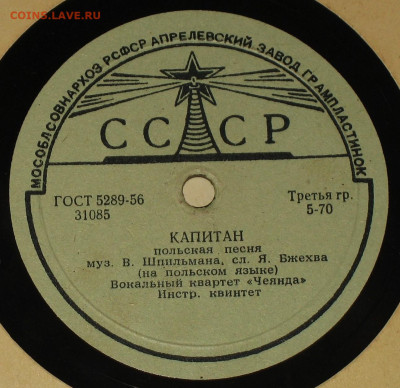 COINS.LAVE.RU
МОСОБЛСОВНАРХОЗ РСФСР АПРЕЛЕВСКИЙ ЗАВОД ГРАМПЛАСТИНОК
СССР
ГОСТ 5289-56
31085
Третья гр.
5-70
КАПИТАН
польская песня
муз. В. Шпильмана, сл. Я. Бжехва
(на польском языке)
Вокальный квартет «Чеянда»
Инстр. квинтет